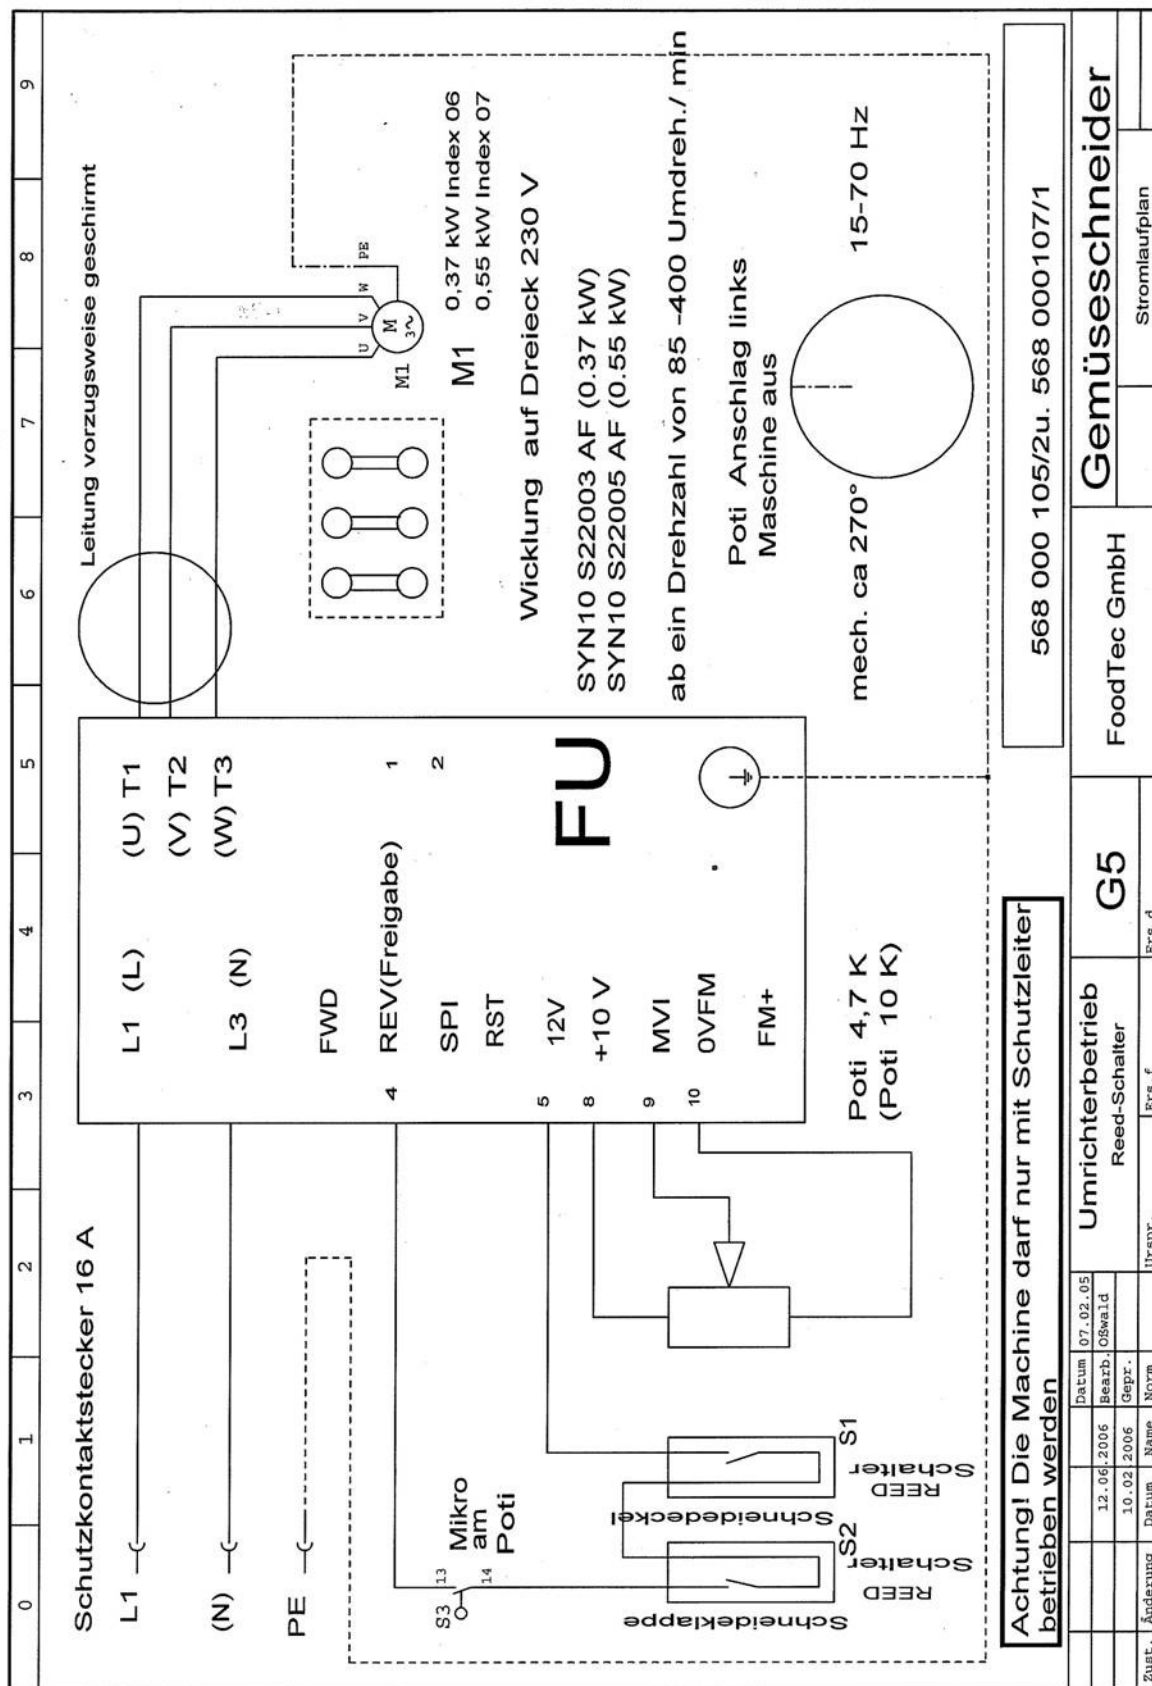 0 1 2 3 4 5 6 7 8 9
Schutzkontaktstecker 16 A
L1
(N)
PE
S3
13
14
Mikro
am
Poti
Schneideklappe
S2
REED
Schalter
Schneidedeckel
S1
REED
Schalter
L1 (L)
L3 (N)
FWD
4 REV(Freigabe) 1
SPI 2
RST
5 12V
8 +10 V
9 MVI
10 0VFM
FM+
(U) T1
(V) T2
(W) T3
FU
Poti 4,7 K
(Poti 10 K)
Leitung vorzugsweise geschirmt
U V W PE
M
3~
M1
M1
0,37 kW Index 06
0,55 kW Index 07
Wicklung auf Dreieck 230 V
SYN10 S22003 AF (0.37 kW)
SYN10 S22005 AF (0.55 kW)
ab ein Drehzahl von 85 -400 Umdreh./ min
Poti Anschlag links
Maschine aus
mech. ca 270°
15-70 Hz
Achtung! Die Machine darf nur mit Schutzleiter
betrieben werden
568 000 105/2u. 568 000107/1
Datum 07.02.05
12.06.2006 Bearb. Oßwald
10.02.2006 Gepr.
Zust. Änderung Datum Name Norm
Umrichterbetrieb
Reed-Schalter
Urspr.
Ers.f.
Ers.d.
G5
FoodTec GmbH
Gemüseschneider
Stromlaufplan